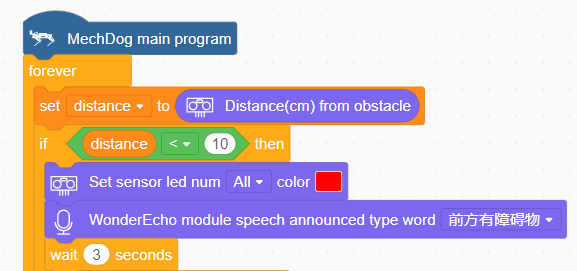 MechDog main program
forever
set distance to Distance(cm) from obstacle
if distance < 10 then
Set sensor led num All color
WonderEcho module speech announced type word 前方有障碍物
wait 3 seconds